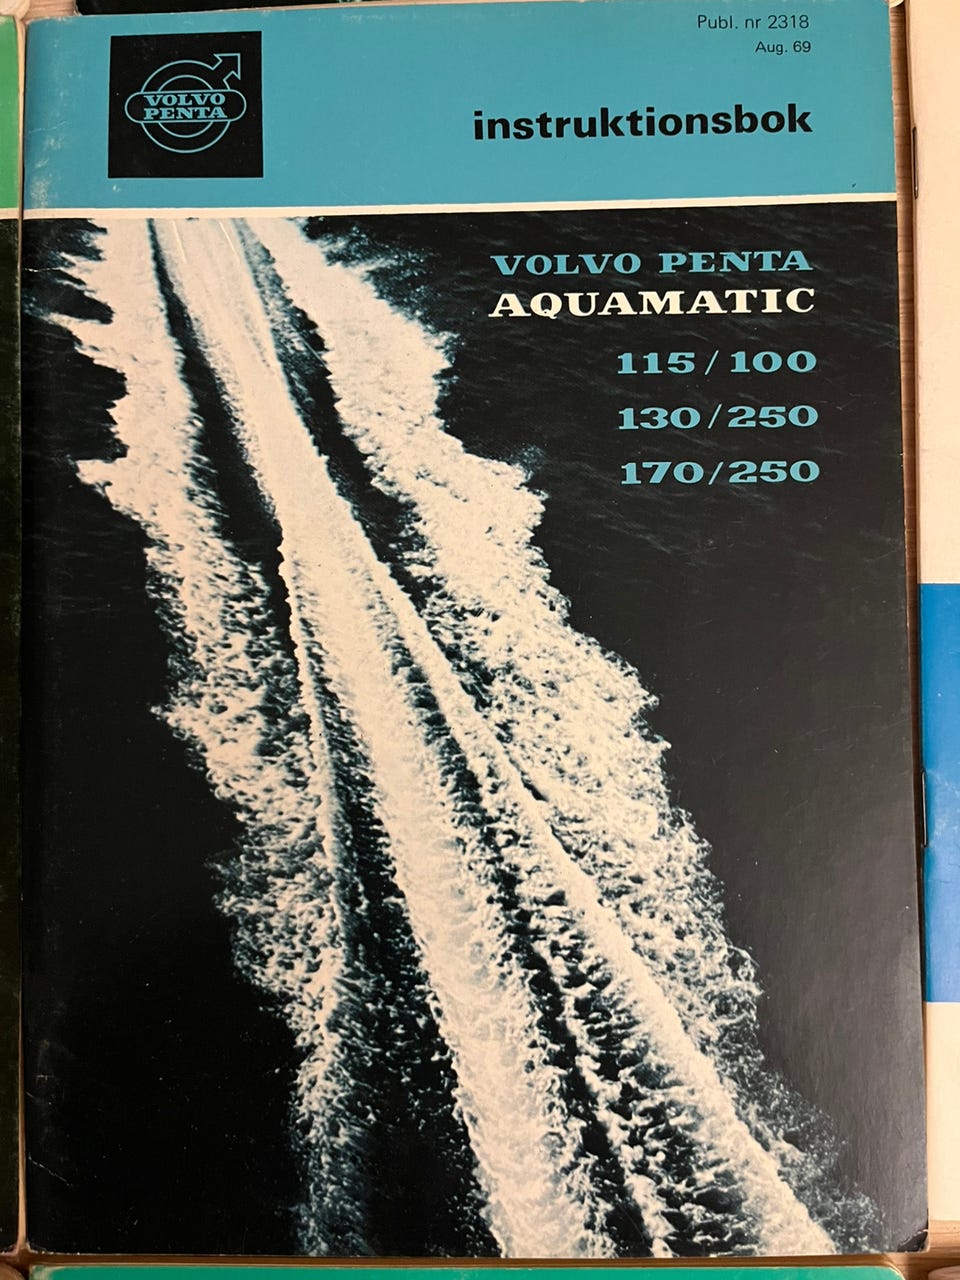 Publ. nr 2318
Aug. 69
VOLVO
PENTA
instruktionsbok
VOLVO PENTA
AQUAMATIC
115/100
130/250
170/250